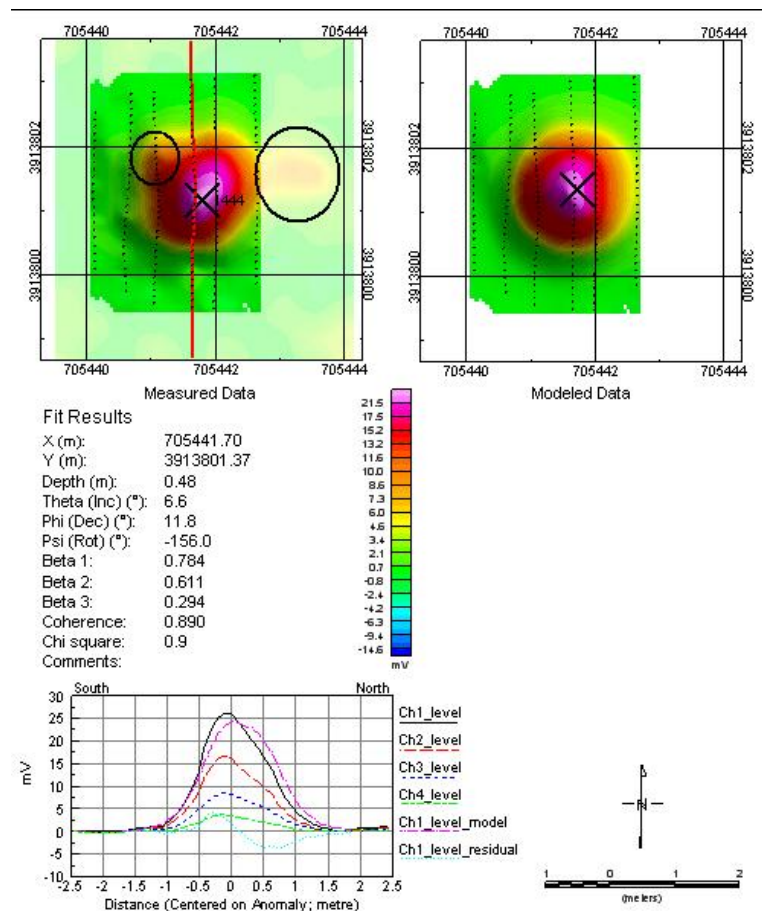 705440 705442 705444
705440 705442 705444
3913802 3913802
3913800 3913800
444
705440 705442 705444
Measured Data
3913802 3913802
3913800 3913800
705440 705442 705444
Modeled Data
Fit Results
X (m): 705441.70
Y (m): 3913801.37
Depth (m): 0.48
Theta (Inc) (°): 6.6
Phi (Dec) (°): 11.8
Psi (Rot) (°): -156.0
Beta 1: 0.784
Beta 2: 0.611
Beta 3: 0.294
Coherence: 0.890
Chi square: 0.9
Comments:
21.5
17.5
15.2
13.2
11.6
10.0
8.6
7.3
6.0
4.6
3.4
2.1
0.7
-0.8
-2.4
-4.2
-6.3
-9.4
-14.6
mV
South North
30
25
20
15
10
5
0
-5
-10
mV
-2.5 -2 -1.5 -1 -0.5 0 0.5 1 1.5 2 2.5
Distance (Centered on Anomaly; metre)
Ch1_level
Ch2_level
Ch3_level
Ch4_level
Ch1_level_model
Ch1_level_residual
N
1 0 1 2
(meters)